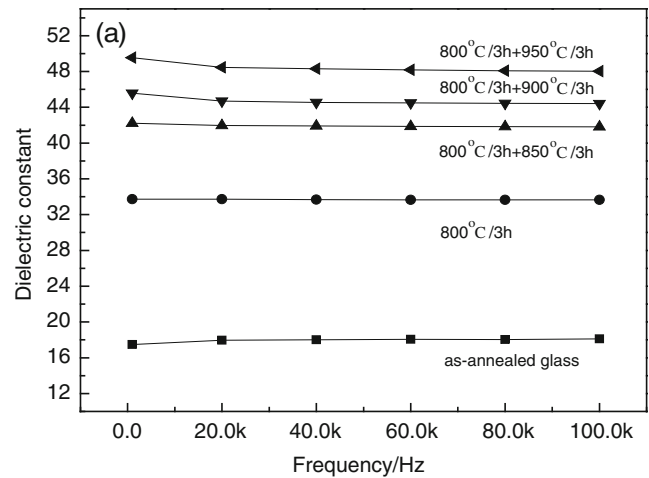 (a)
Dielectric constant
52
48
44
40
36
32
28
24
20
16
12
800°C/3h+950°C/3h
800°C/3h+900°C/3h
800°C/3h+850°C/3h
800°C/3h
as-annealed glass
0.0 20.0k 40.0k 60.0k 80.0k 100.0k
Frequency/Hz